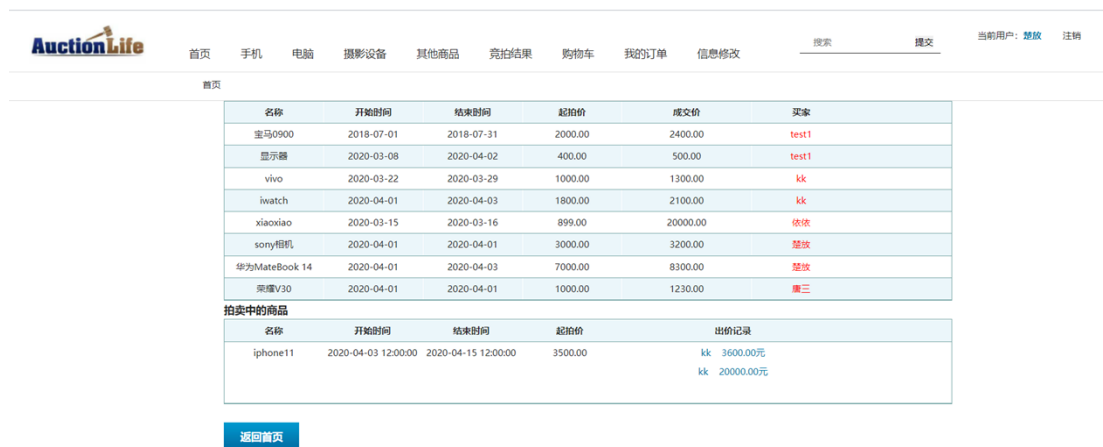 AuctionLife
首页 手机 电脑 摄影设备 其他商品 竞拍结果 购物车 我的订单 信息修改 搜索 提交 当前用户：楚放 注销
首页
名称 开始时间 结束时间 起拍价 成交价 买家
宝马0900 2018-07-01 2018-07-31 2000.00 2400.00 test1
显示器 2020-03-08 2020-04-02 400.00 500.00 test1
vivo 2020-03-22 2020-03-29 1000.00 1300.00 kk
iwatch 2020-04-01 2020-04-03 1800.00 2100.00 kk
xiaoxiao 2020-03-15 2020-03-16 899.00 20000.00 依依
sony相机 2020-04-01 2020-04-01 3000.00 3200.00 楚放
华为MateBook 14 2020-04-01 2020-04-03 7000.00 8300.00 楚放
荣耀V30 2020-04-01 2020-04-01 1000.00 1230.00 唐三
拍卖中的商品
名称 开始时间 结束时间 起拍价 出价记录
iphone11 2020-04-03 12:00:00 2020-04-15 12:00:00 3500.00 kk 3600.00元
kk 20000.00元
返回首页